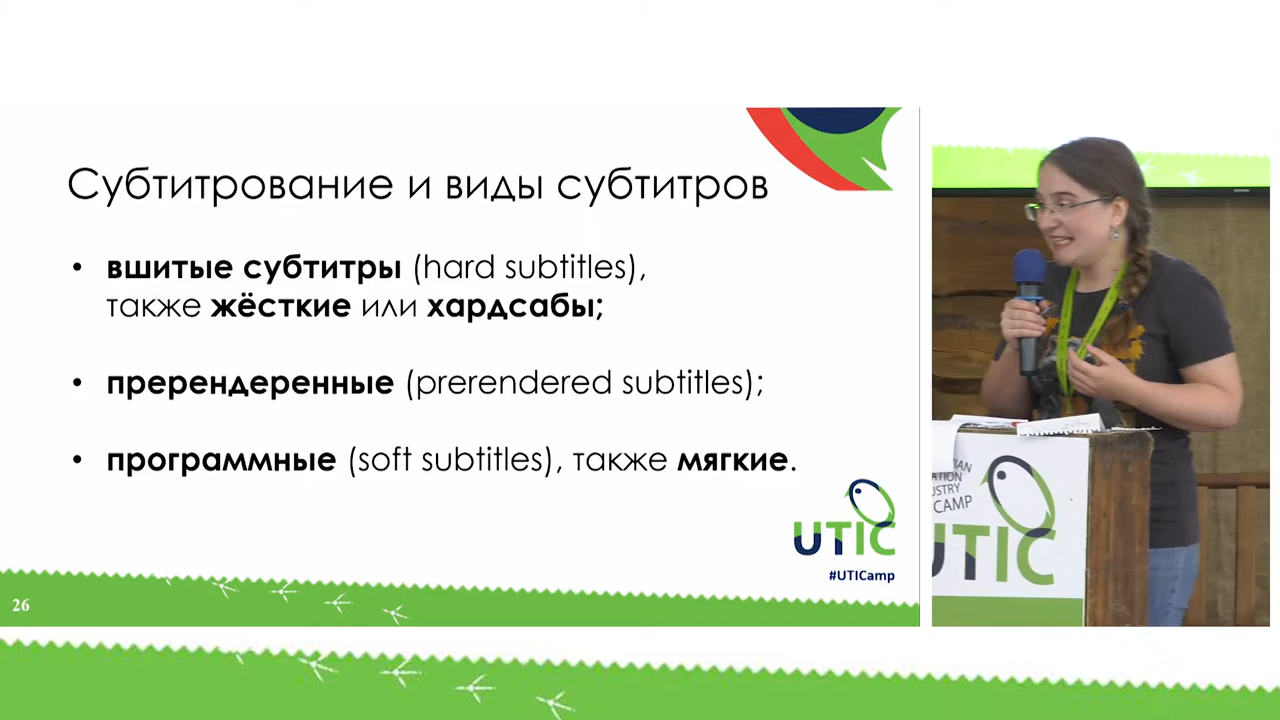 Субтитрование и виды субтитров
• вшитые субтитры (hard subtitles),
также жёсткие или хардсабы;
• пререндеренные (prerendered subtitles);
• программные (soft subtitles), также мягкие.
UTIC
#UTICamp
26
CAMP
UTIC